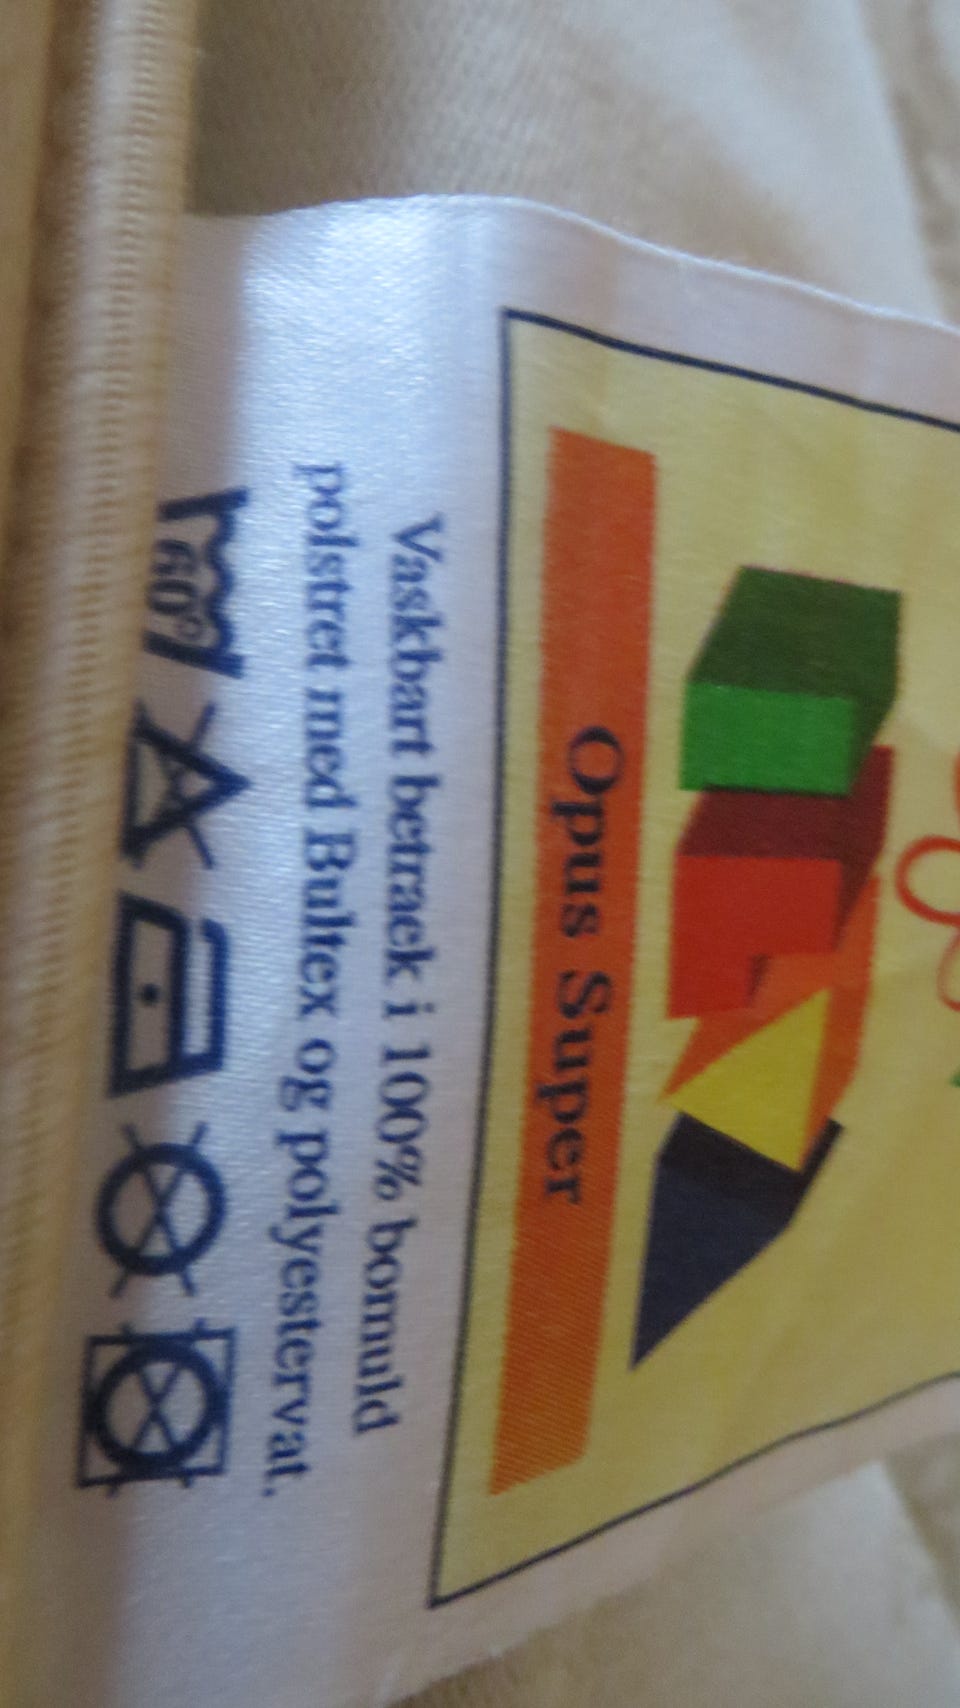 Opus Super
Vaskbart betræk i 100% bomuld
polstret med Bultex og polyestervat.
60°